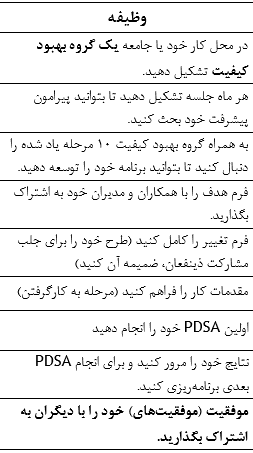 وظیفه
در محل کار خود یا جامعه یک گروه بهبود
کیفیت تشکیل دهید.
هر ماه جلسه تشکیل دهید تا بتوانید پیرامون
پیشرفت خود بحث کنید.
به همراه گروه بهبود کیفیت ۱۰ مرحله یاد شده را
دنبال کنید تا بتوانید برنامه خود را توسعه دهید.
فرم هدف را با همکاران و مدیران خود به اشتراک
بگذارید.
فرم تغییر را کامل کنید (طرح خود را برای جلب
مشارکت ذینفعان، ضمیمه آن کنید)
مقدمات کار را فراهم کنید (مرحله به کارگرفتن)
اولین PDSA خود را انجام دهید
نتایج خود را مرور کنید و برای انجام PDSA
بعدی برنامه‌ریزی کنید.
موفقیت (موفقیت‌های) خود را با دیگران به
اشتراک بگذارید.